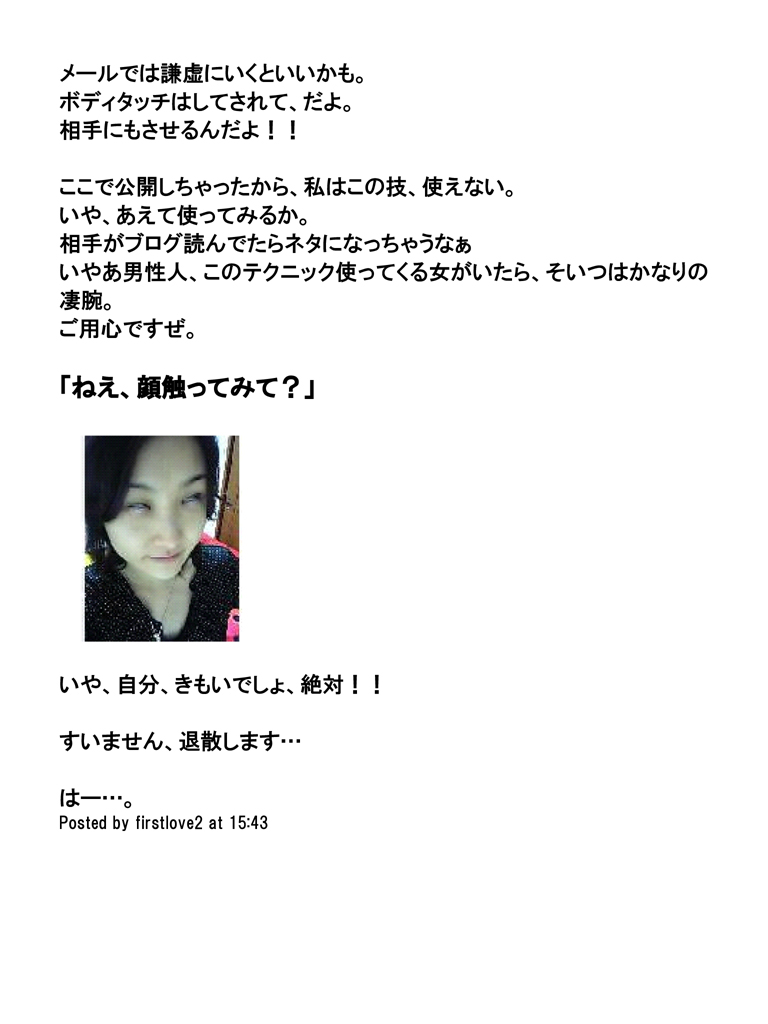 メールでは謙虚にいくといいかも。
ボディタッチはしてされて、だよ。
相手にもさせるんだよ！！
ここで公開しちゃったから、私はこの技、使えない。
いや、あえて使ってみるか。
相手がブログ読んでたらネタになっちゃうなぁ
いやあ男性人、このテクニック使ってくる女がいたら、そいつはかなりの
凄腕。
ご用心ですぜ。
「ねえ、顔触ってみて？」
いや、自分、きもいでしょ、絶対！！
すいません、退散します…
はー…。
Posted by firstlove2 at 15:43